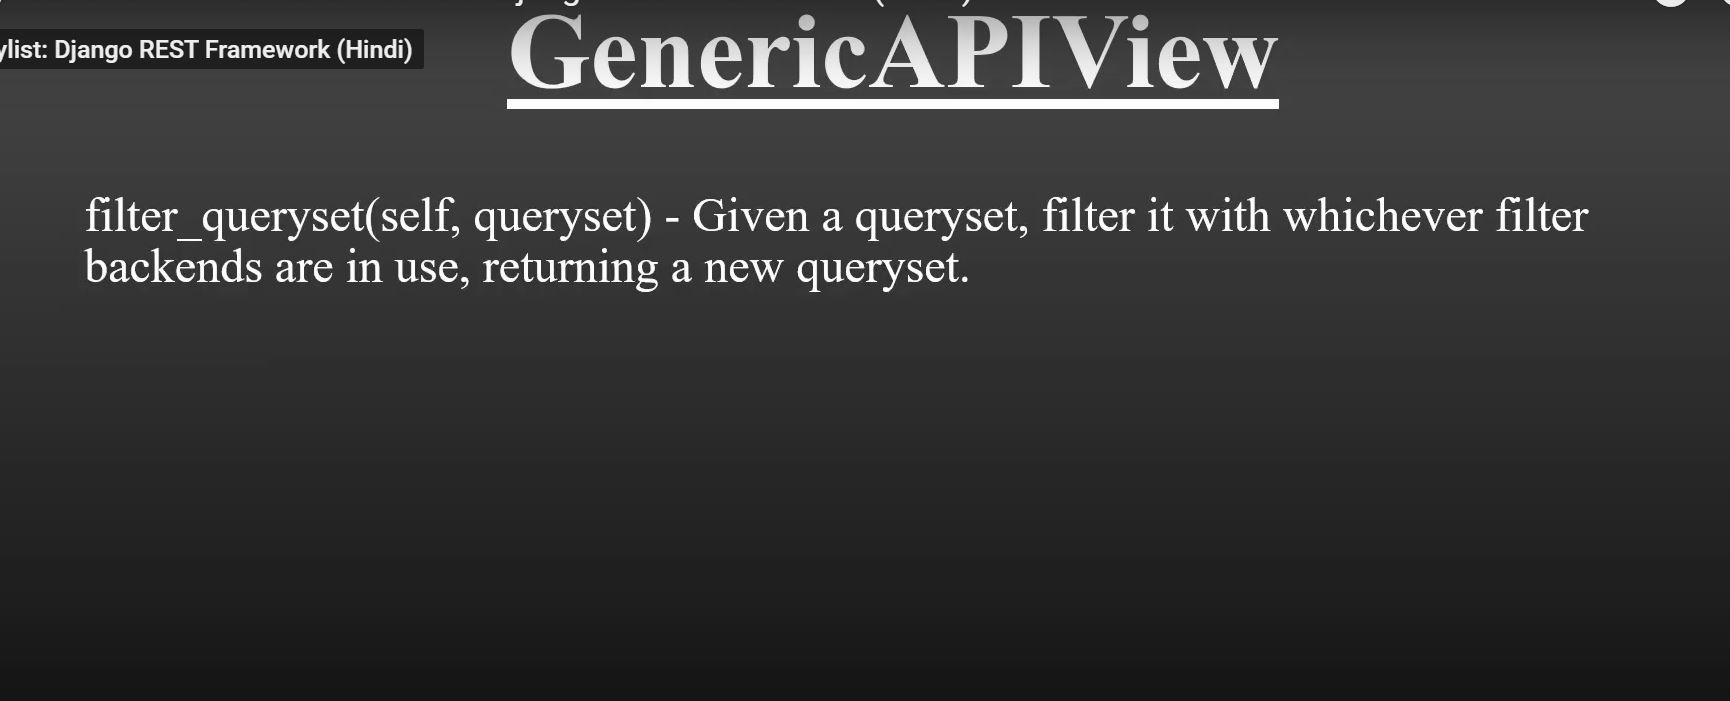 GenericAPIView
ylist: Django REST Framework (Hindi)
filter_queryset(self, queryset) - Given a queryset, filter it with whichever filter
backends are in use, returning a new queryset.